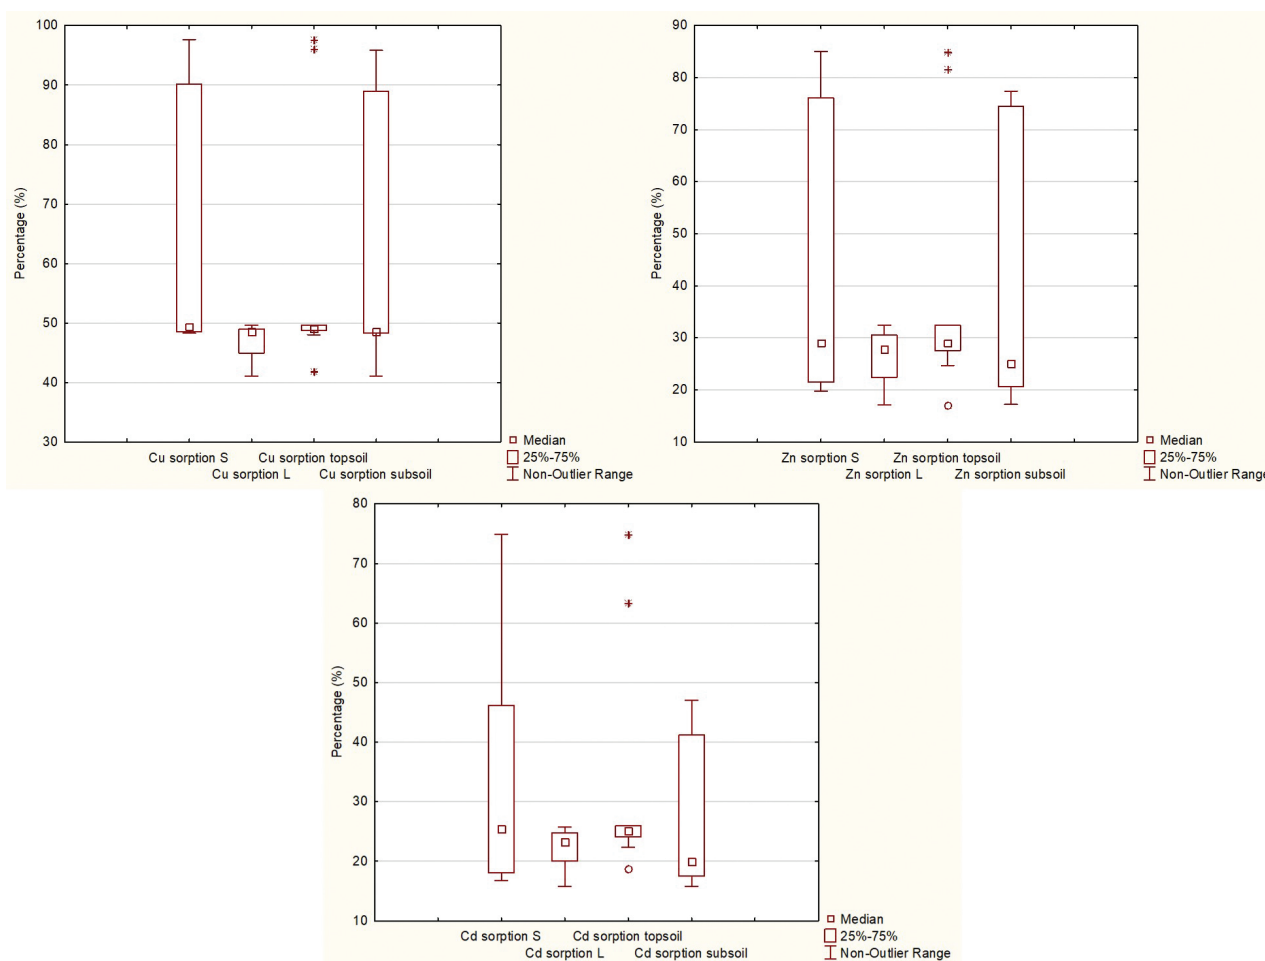 100
90
80
70
60
50
40
30
Percentage (%)
Cu sorption S Cu sorption topsoil
Cu sorption L Cu sorption subsoil
Median
25%-75%
Non-Outlier Range
90
80
70
60
50
40
30
20
10
Percentage (%)
Zn sorption S Zn sorption topsoil
Zn sorption L Zn sorption subsoil
Median
25%-75%
Non-Outlier Range
80
70
60
50
40
30
20
10
Percentage (%)
Cd sorption S Cd sorption topsoil
Cd sorption L Cd sorption subsoil
Median
25%-75%
Non-Outlier Range